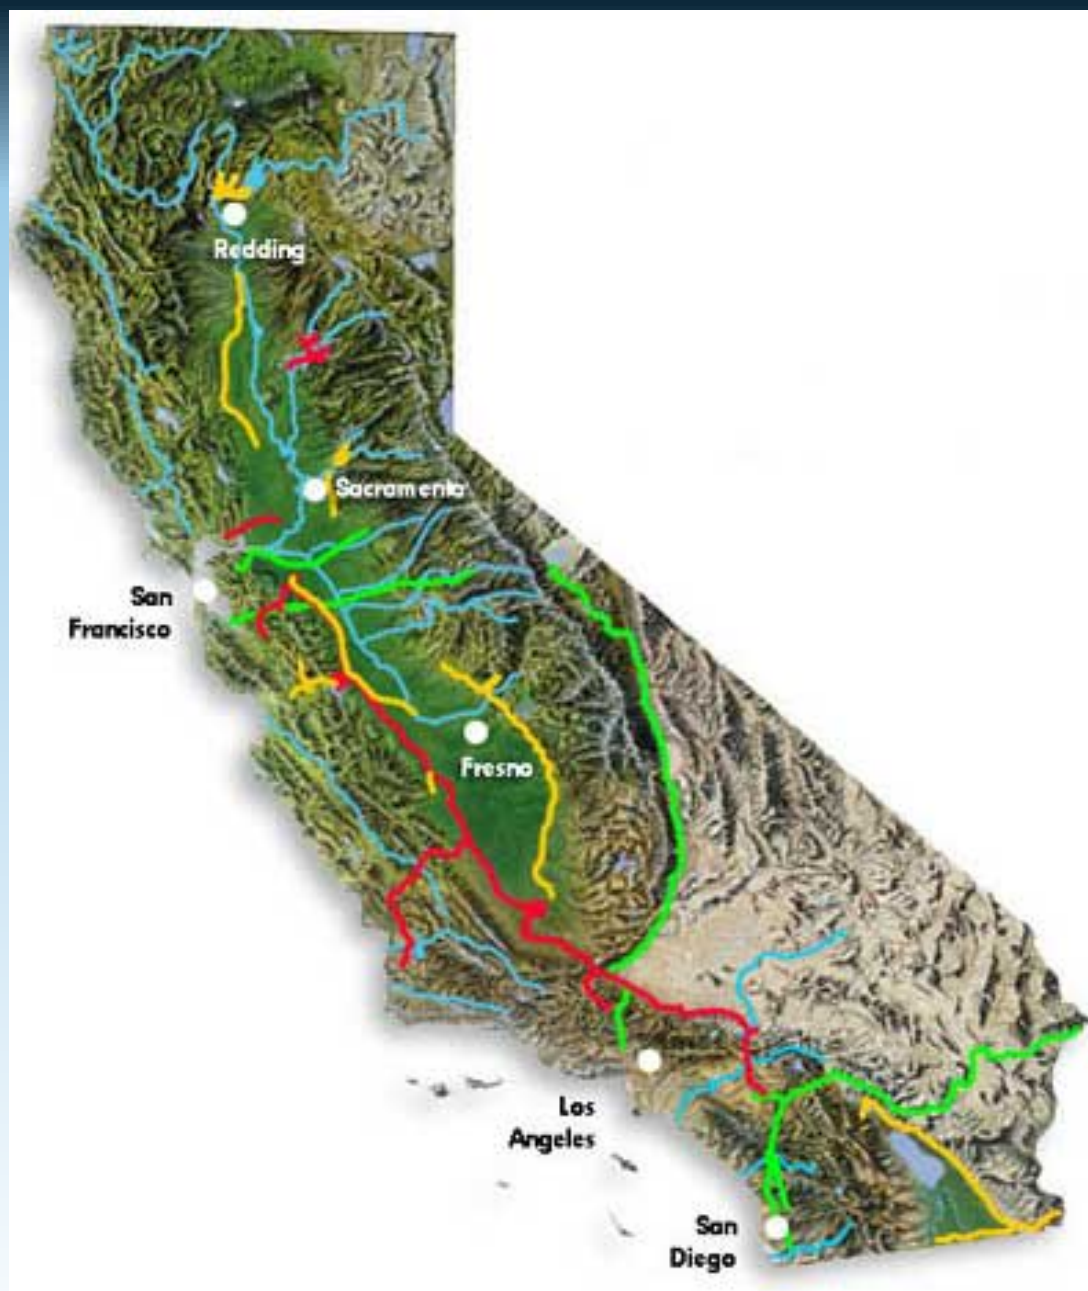 Redding
Sacramento
San
Francisco
Fresno
Los
Angeles
San
Diego